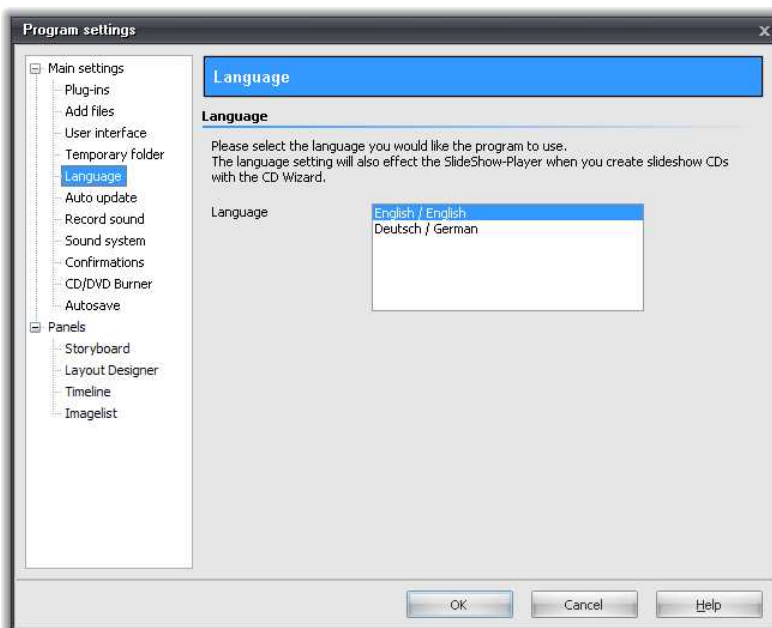 Program settings
x
Main settings
Plug-ins
Add files
User interface
Temporary folder
Language
Auto update
Record sound
Sound system
Confirmations
CD/DVD Burner
Autosave
Panels
Storyboard
Layout Designer
Timeline
Imagelist
Language
Language
Please select the language you would like the program to use.
The language setting will also effect the SlideShow-Player when you create slideshow CDs
with the CD Wizard.
Language
English / English
Deutsch / German
OK
Cancel
Help